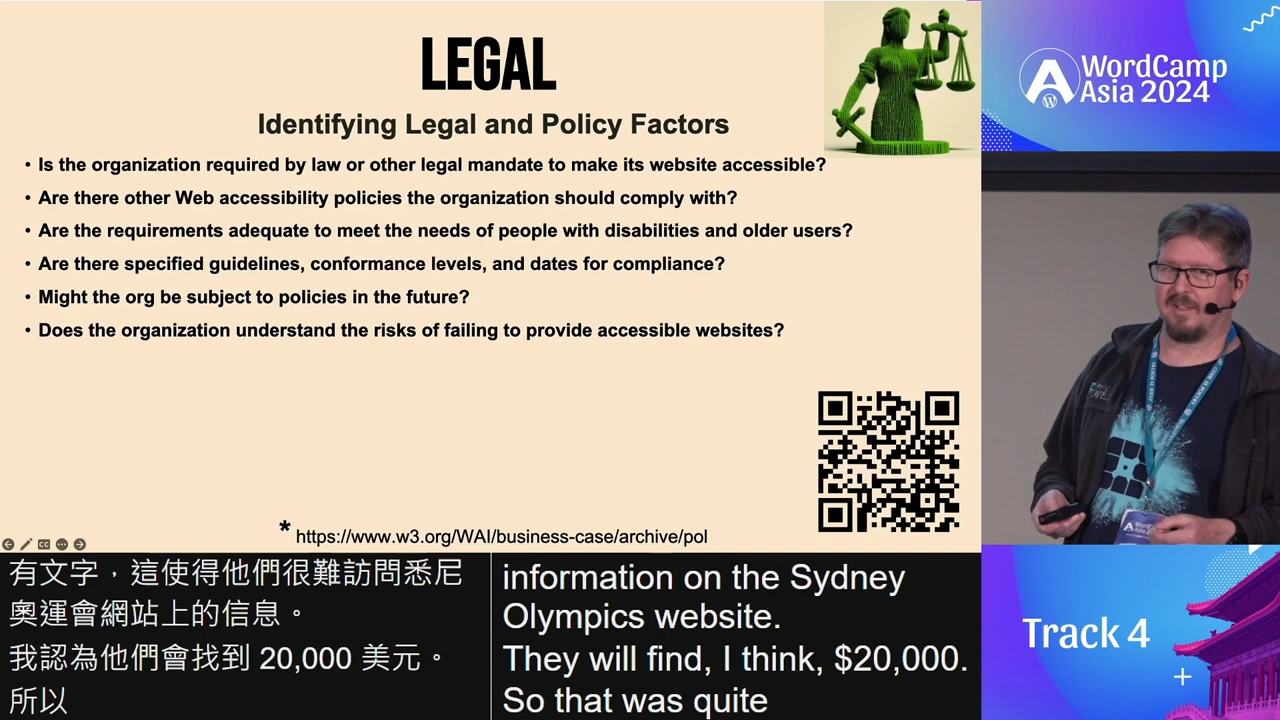 LEGAL
Identifying Legal and Policy Factors
• Is the organization required by law or other legal mandate to make its website accessible?
• Are there other Web accessibility policies the organization should comply with?
• Are the requirements adequate to meet the needs of people with disabilities and older users?
• Are there specified guidelines, conformance levels, and dates for compliance?
• Might the org be subject to policies in the future?
• Does the organization understand the risks of failing to provide accessible websites?
* https://www.w3.org/WAI/business-case/archive/pol
有文字，這使得他們很難訪問悉尼
奧運會網站上的信息。
我認為他們會找到 20,000 美元。
所以
information on the Sydney
Olympics website.
They will find, I think, $20,000.
So that was quite
WordCamp
Asia 2024
CODE IS POETRY
WordCamp
Asia 2024
Track 4